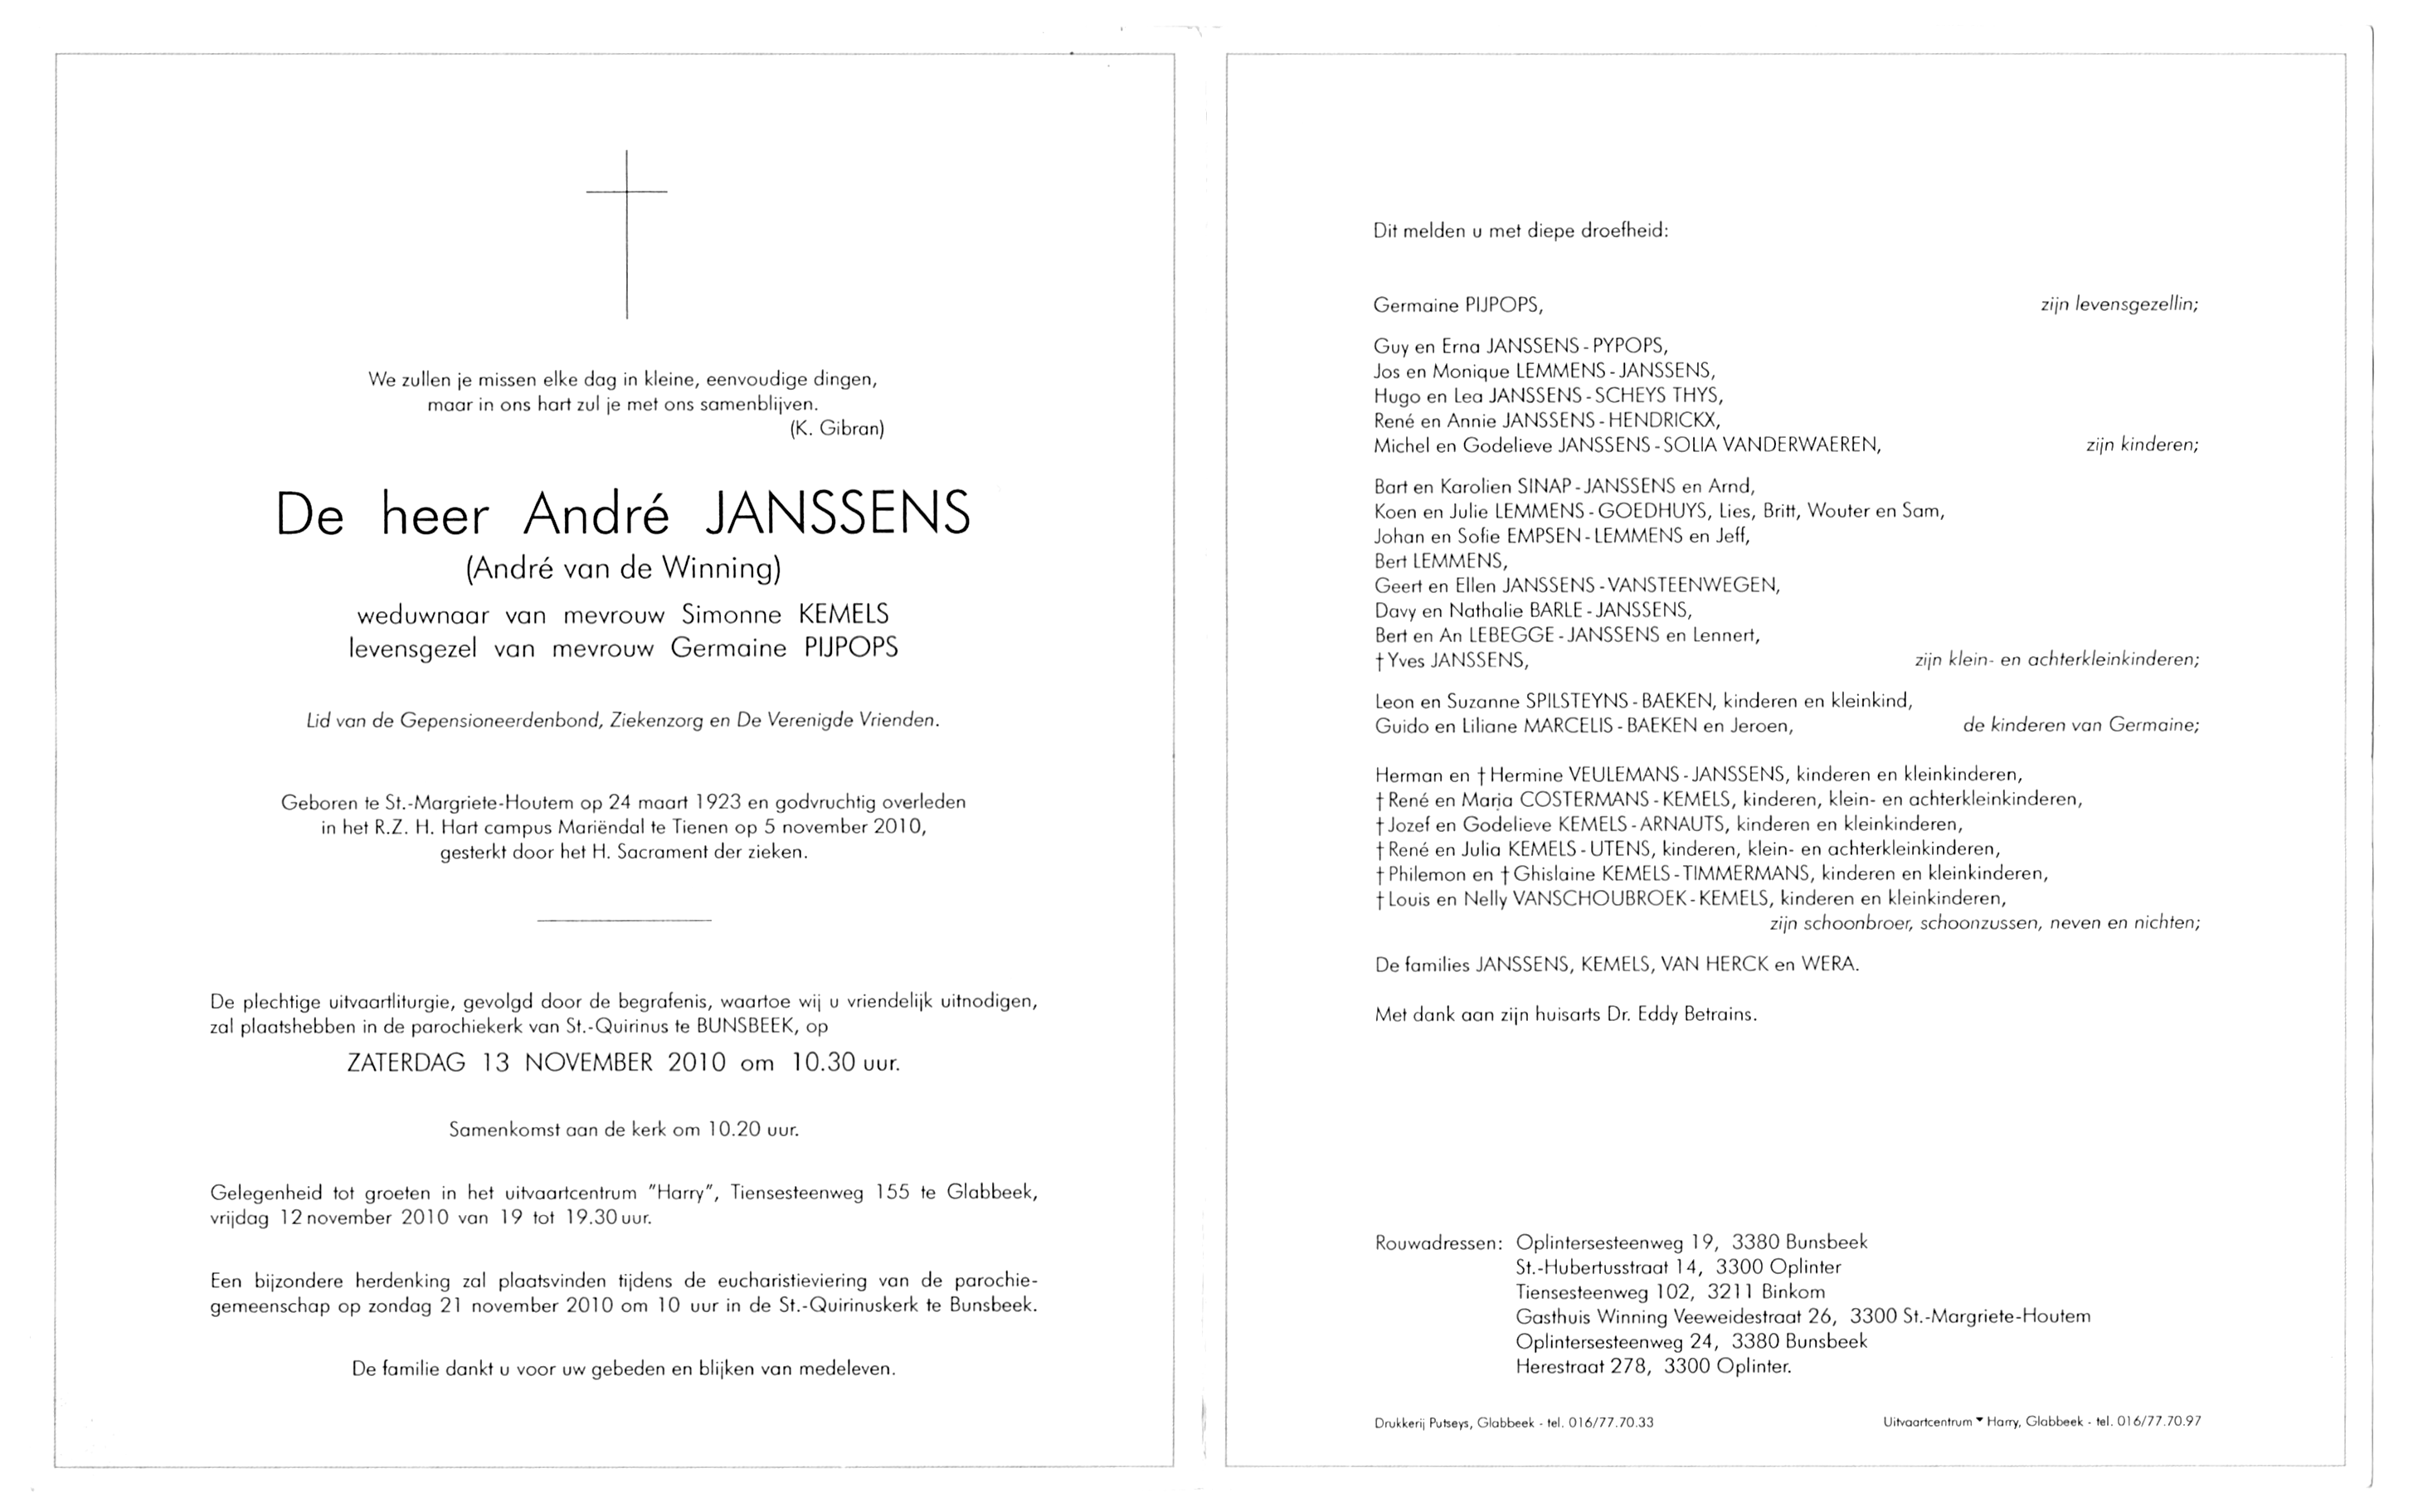 We zullen je missen elke dag in kleine, eenvoudige dingen,
maar in ons hart zul je met ons samenblijven.
(K. Gibran)
De heer André JANSSENS
(André van de Winning)
weduwnaar van mevrouw Simonne KEMELS
levensgezel van mevrouw Germaine PIJPOPS
Lid van de Gepensioneerdenbond, Ziekenzorg en De Verenigde Vrienden.
Geboren te St.-Margriete-Houtem op 24 maart 1923 en godvruchtig overleden
in het R.Z. H. Hart campus Mariëndal te Tienen op 5 november 2010,
gesterkt door het H. Sacrament der zieken.
De plechtige uitvaartliturgie, gevolgd door de begrafenis, waartoe wij u vriendelijk uitnodigen,
zal plaatshebben in de parochiekerk van St.-Quirinus te BUNSBEEK, op
ZATERDAG 13 NOVEMBER 2010 om 10.30 uur.
Samenkomst aan de kerk om 10.20 uur.
Gelegenheid tot groeten in het uitvaartcentrum "Harry", Tiensesteenweg 155 te Glabbeek,
vrijdag 12 november 2010 van 19 tot 19.30 uur.
Een bijzondere herdenking zal plaatsvinden tijdens de eucharistieviering van de parochie-
gemeenschap op zondag 21 november 2010 om 10 uur in de St.-Quirinuskerk te Bunsbeek.
De familie dankt u voor uw gebeden en blijken van medeleven.
Dit melden u met diepe droefheid:
Germaine PIJPOPS, zijn levensgezellin;
Guy en Erna JANSSENS - PYPOPS,
Jos en Monique LEMMENS - JANSSENS,
Hugo en Lea JANSSENS - SCHEYS THYS,
René en Annie JANSSENS - HENDRICKX,
Michel en Godelieve JANSSENS - SOLIA VANDERWAEREN, zijn kinderen;
Bart en Karolien SINAP - JANSSENS en Arnd,
Koen en Julie LEMMENS - GOEDHUYS, Lies, Britt, Wouter en Sam,
Johan en Sofie EMPSEN - LEMMENS en Jeff,
Bert LEMMENS,
Geert en Ellen JANSSENS - VANSTEENWEGEN,
Davy en Nathalie BARLE - JANSSENS,
Bert en An LEBEGGE - JANSSENS en Lennert,
† Yves JANSSENS, zijn klein- en achterkleinkinderen;
Leon en Suzanne SPILSTEYNS - BAEKEN, kinderen en kleinkind,
Guido en Liliane MARCELIS - BAEKEN en Jeroen, de kinderen van Germaine;
Herman en † Hermine VEULEMANS - JANSSENS, kinderen en kleinkinderen,
† René en Maria COSTERMANS - KEMELS, kinderen, klein- en achterkleinkinderen,
† Jozef en Godelieve KEMELS - ARNAUTS, kinderen en kleinkinderen,
† René en Julia KEMELS - UTENS, kinderen, klein- en achterkleinkinderen,
† Philemon en † Ghislaine KEMELS - TIMMERMANS, kinderen en kleinkinderen,
† Louis en Nelly VANSCHOUBROEK - KEMELS, kinderen en kleinkinderen,
zijn schoonbroer, schoonzussen, neven en nichten;
De families JANSSENS, KEMELS, VAN HERCK en WERA.
Met dank aan zijn huisarts Dr. Eddy Betrains.
Rouwadressen: Oplintersesteenweg 19, 3380 Bunsbeek
St.-Hubertusstraat 14, 3300 Oplinter
Tiensesteenweg 102, 3211 Binkom
Gasthuis Winning Veeweidestraat 26, 3300 St.-Margriete-Houtem
Oplintersesteenweg 24, 3380 Bunsbeek
Herestraat 278, 3300 Oplinter.
Drukkerij Putseys, Glabbeek - tel. 016/77.70.33
Uitvaartcentrum Harry, Glabbeek - tel. 016/77.70.97